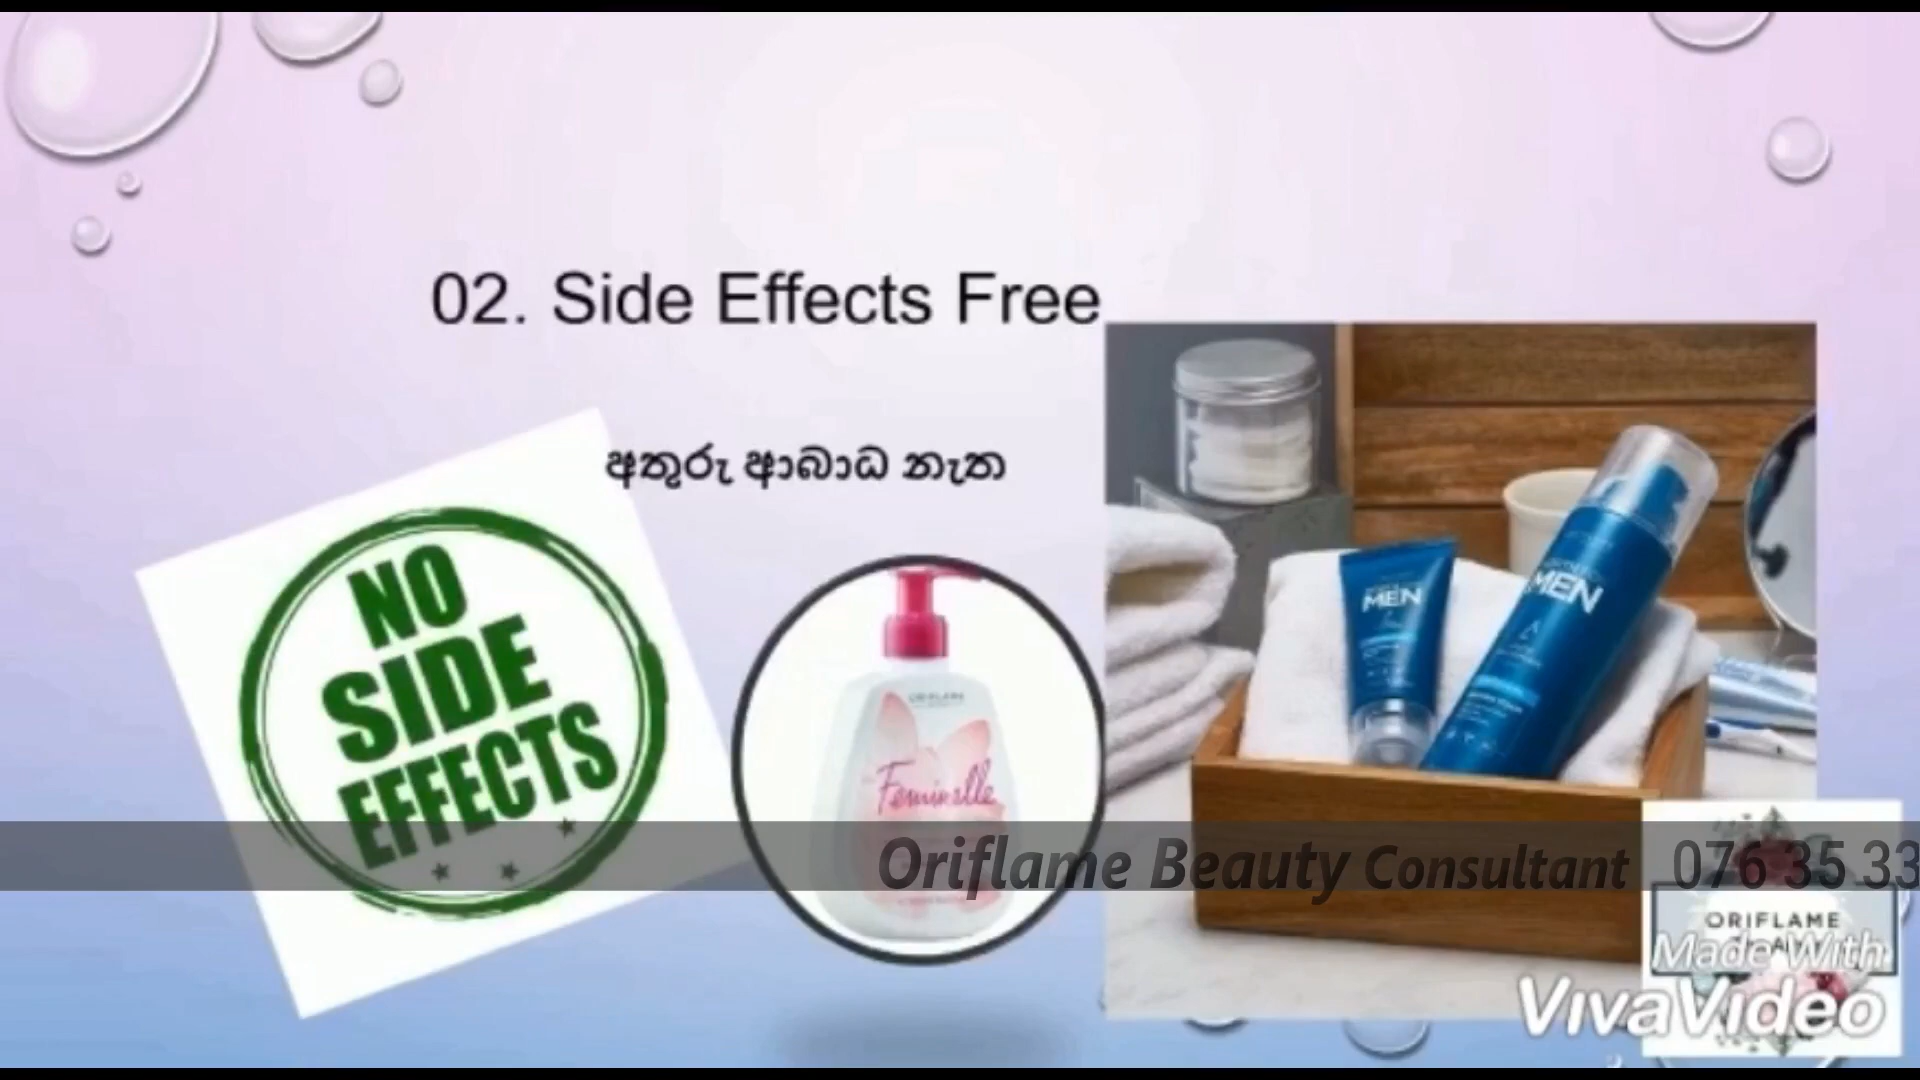 02. Side Effects Free
අතුරු ආබාධ නැත
NO
SIDE
EFFECTS
ORIFLAME
Feminelle
MEN
MEN
Oriflame Beauty Consultant 076 35 33
ORIFLAME
Made With
VivaVideo